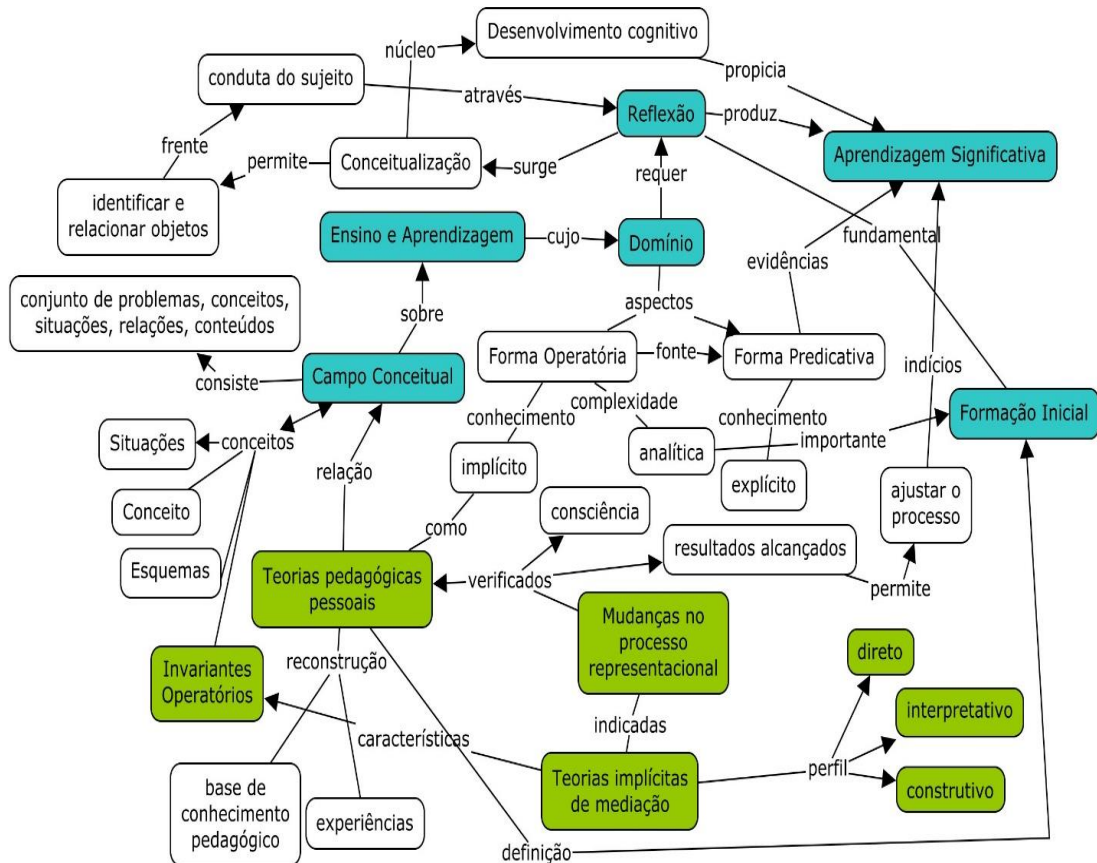 Desenvolvimento cognitivo
núcleo
propicia
conduta do sujeito
através
Reflexão
produz
frente
Aprendizagem Significativa
permite
Conceitualização
surge
requer
identificar e
relacionar objetos
Ensino e Aprendizagem
cujo
Domínio
fundamental
evidências
conjunto de problemas, conceitos,
situações, relações, conteúdos
sobre
aspectos
Forma Operatória
fonte
Forma Predicativa
indícios
consiste
Campo Conceitual
complexidade
Formação Inicial
conhecimento
conhecimento
Situações
conceitos
analítica
importante
relação
implícito
explícito
ajustar o
processo
Conceito
consciência
como
resultados alcançados
Esquemas
Teorias pedagógicas
pessoais
verificados
permite
Mudanças no
processo
representacional
direto
reconstrução
Invariantes
Operatórios
interpretativo
indicadas
características
perfil
Teorias implícitas
de mediação
construtivo
base de
conhecimento
pedagógico
experiências
definição